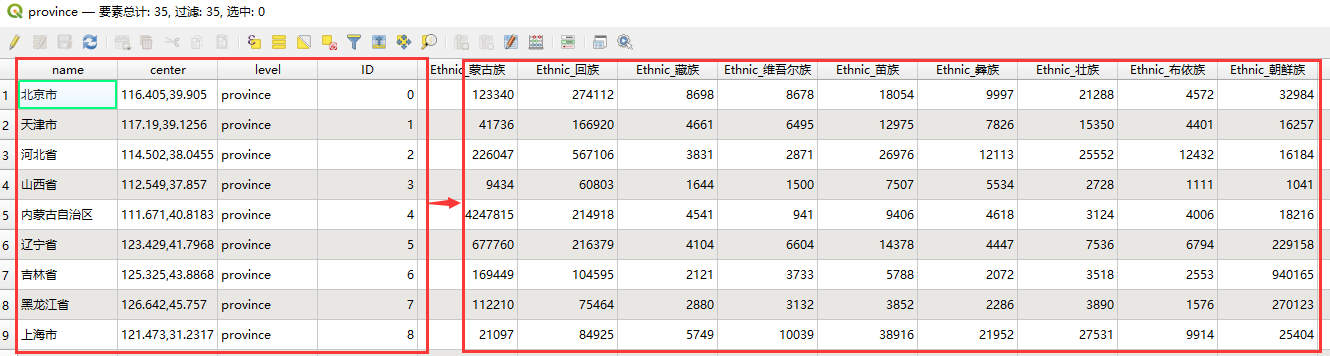 province — 要素总计: 35, 过滤: 35, 选中: 0
name center level ID Ethnic_蒙古族 Ethnic_回族 Ethnic_藏族 Ethnic_维吾尔族 Ethnic_苗族 Ethnic_彝族 Ethnic_壮族 Ethnic_布依族 Ethnic_朝鲜族
1 北京市 116.405,39.905 province 0 123340 274112 8698 8678 18054 9997 21288 4572 32984
2 天津市 117.19,39.1256 province 1 41736 166920 4661 6495 12975 7826 15350 4401 16257
3 河北省 114.502,38.0455 province 2 226047 567106 3831 2871 26976 12113 25552 12432 16184
4 山西省 112.549,37.857 province 3 9434 60803 1644 1500 7507 5534 2728 1111 1041
5 内蒙古自治区 111.671,40.8183 province 4 4247815 214918 4541 941 9406 4618 3124 4006 18216
6 辽宁省 123.429,41.7968 province 5 677760 216379 4104 6604 14378 4447 7536 6794 229158
7 吉林省 125.325,43.8868 province 6 169449 104595 2121 3733 5788 2072 3518 2553 940165
8 黑龙江省 126.642,45.757 province 7 112210 75464 2880 3132 3852 2286 3890 1576 270123
9 上海市 121.473,31.2317 province 8 21097 84925 5749 10039 38916 21952 27531 9914 25404